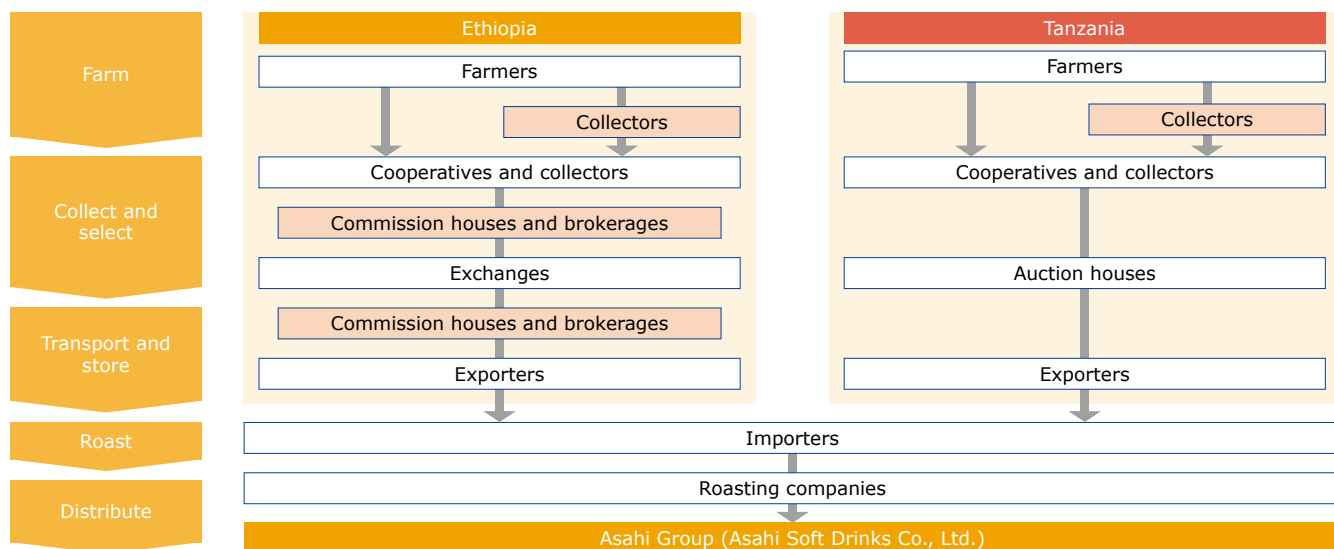 Farm
Collect and
select
Transport and
store
Roast
Distribute
Ethiopia
Farmers
Collectors
Cooperatives and collectors
Commission houses and brokerages
Exchanges
Commission houses and brokerages
Exporters
Tanzania
Farmers
Collectors
Cooperatives and collectors
Auction houses
Exporters
Importers
Roasting companies
Asahi Group (Asahi Soft Drinks Co., Ltd.)